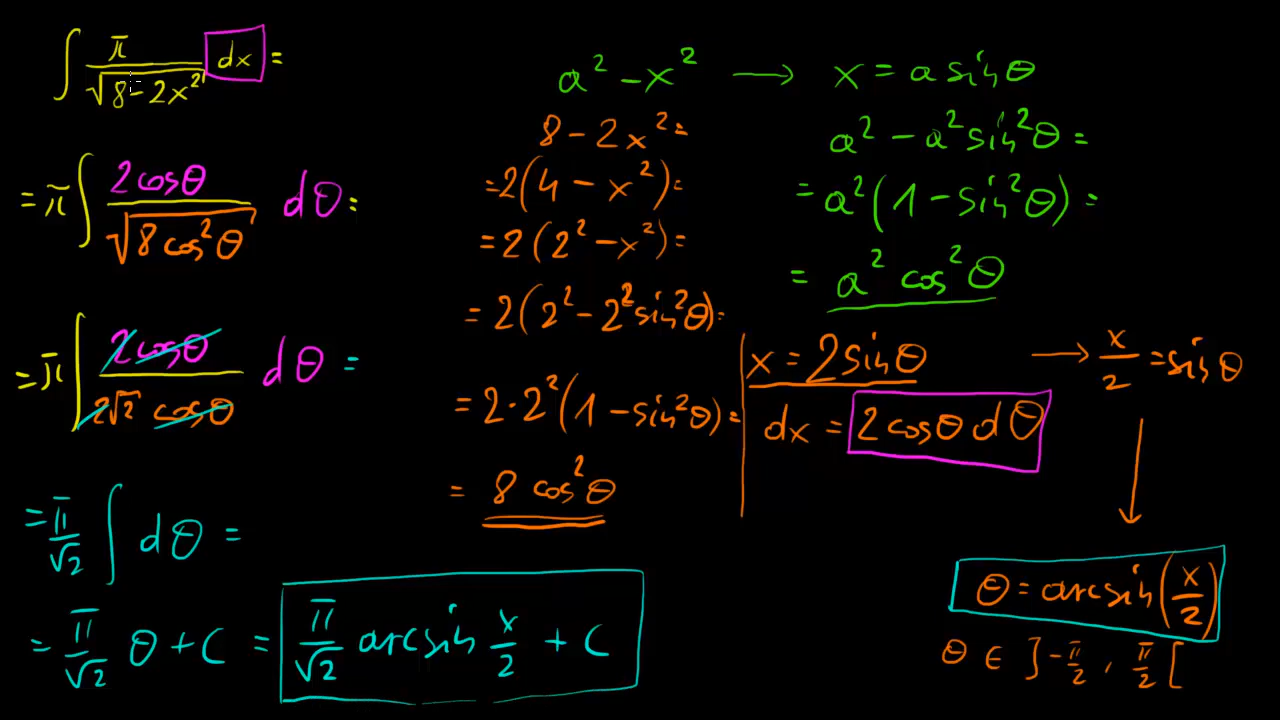 ∫ π/√(8-2x²) dx =
= π ∫ 2cosθ/√(8cos²θ) dθ =
= π ∫ 2cosθ/(2√2 cosθ) dθ =
= π/√2 ∫ dθ =
= π/√2 θ + C = π/√2 arcsin x/2 + C
a² - x² → x = a sinθ
8 - 2x² =
= 2(4 - x²) =
= 2(2² - x²) =
= 2(2² - 2² sin²θ) =
= 2·2²(1 - sin²θ) =
= 8 cos²θ
a² - a² sin²θ =
= a²(1 - sin²θ) =
= a² cos²θ
x = 2sinθ → x/2 = sinθ
dx = 2cosθ dθ
θ = arcsin(x/2)
θ ∈ ]-π/2, π/2[